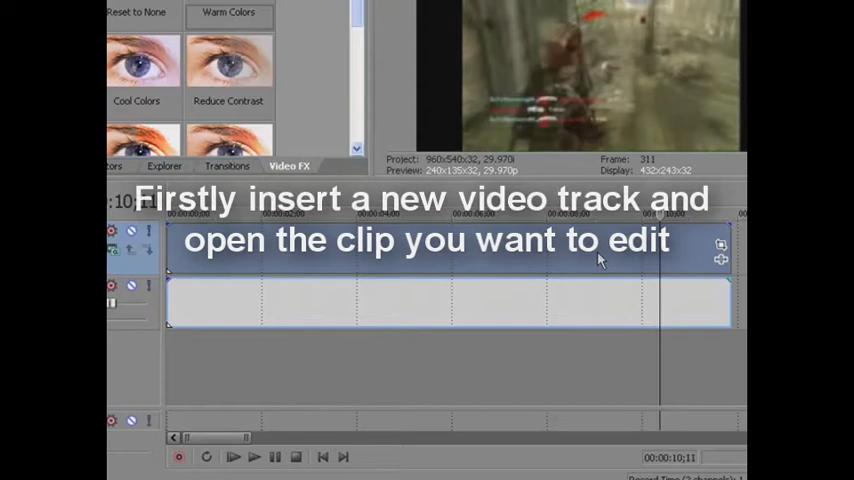 Reset to None
Warm Colors
Cool Colors
Reduce Contrast
Project: 960x540x32, 29.970i
Preview: 240x135x32, 29.970p
Frame: 311
Display: 432x243x32
Explorer
Transitions
Video FX
Firstly insert a new video track and
open the clip you want to edit
00:00:10;11